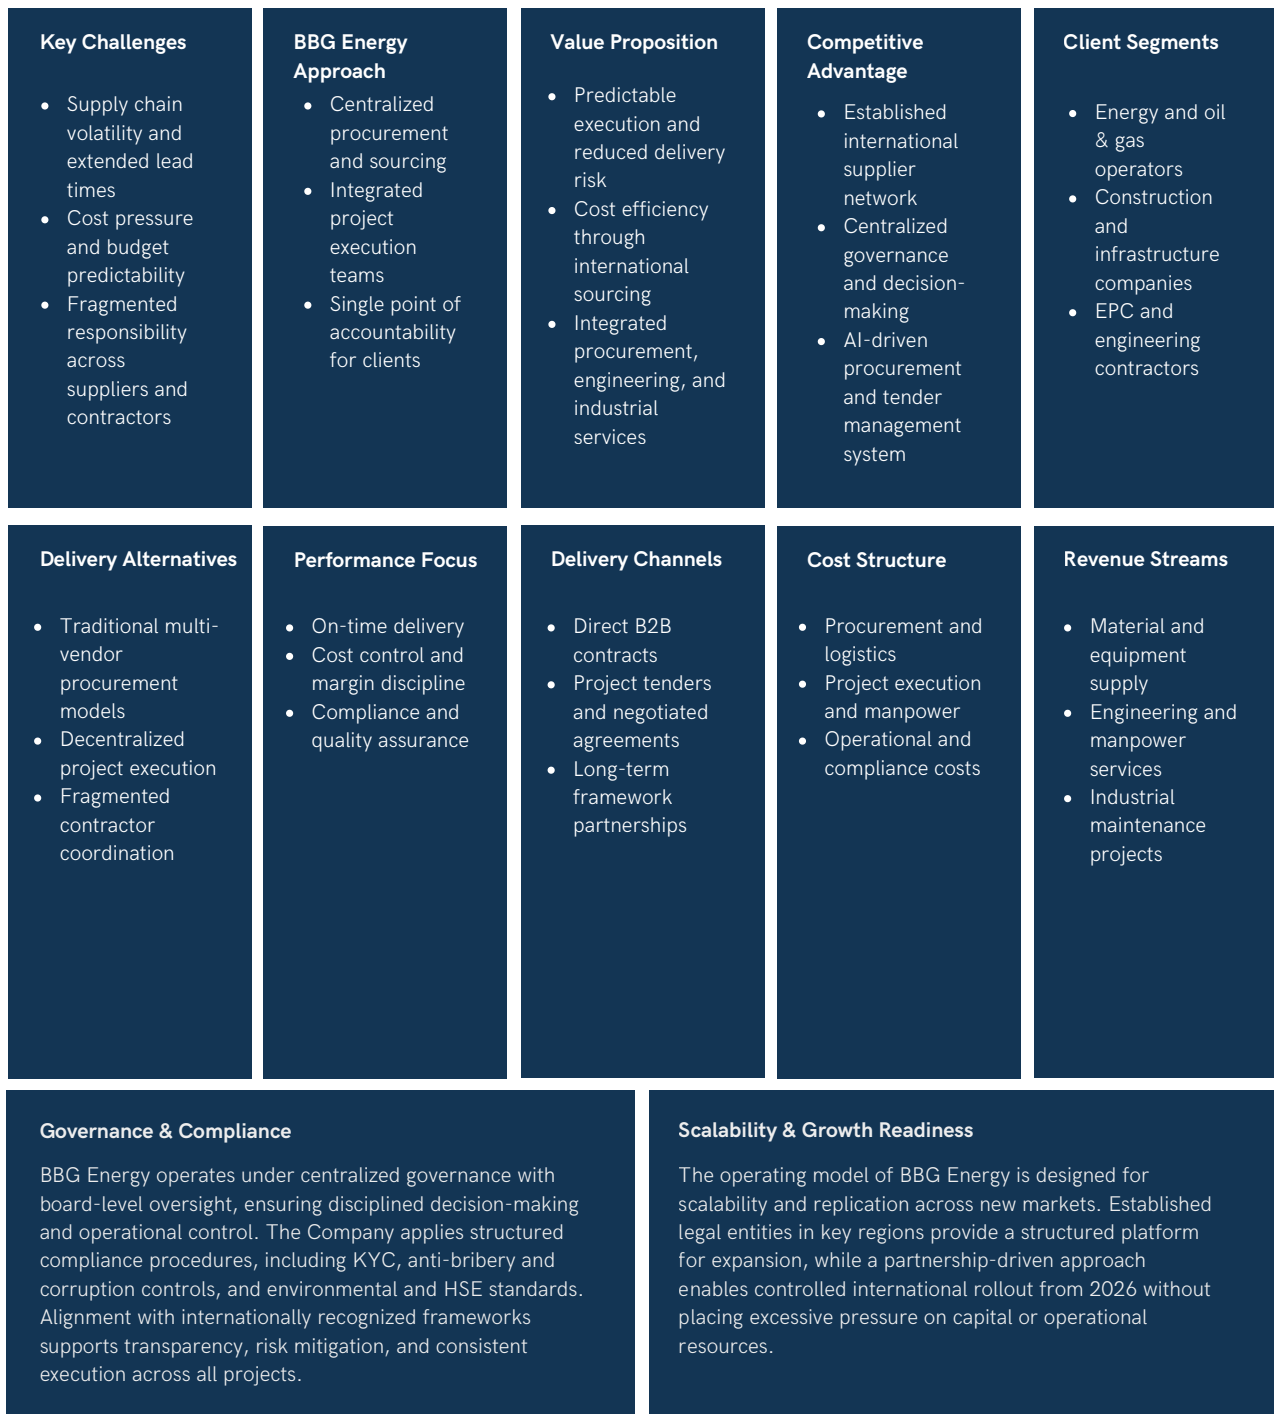 Key Challenges
• Supply chain
volatility and
extended lead
times
• Cost pressure
and budget
predictability
• Fragmented
responsibility
across
suppliers and
contractors
BBG Energy
Approach
• Centralized
procurement
and sourcing
• Integrated
project
execution
teams
• Single point of
accountability
for clients
Value Proposition
• Predictable
execution and
reduced delivery
risk
• Cost efficiency
through
international
sourcing
• Integrated
procurement,
engineering, and
industrial
services
Competitive
Advantage
• Established
international
supplier
network
• Centralized
governance
and decision-
making
• AI-driven
procurement
and tender
management
system
Client Segments
• Energy and oil
& gas
operators
• Construction
and
infrastructure
companies
• EPC and
engineering
contractors
Delivery Alternatives
• Traditional multi-
vendor
procurement
models
• Decentralized
project execution
• Fragmented
contractor
coordination
Performance Focus
• On-time delivery
• Cost control and
margin discipline
• Compliance and
quality assurance
Delivery Channels
• Direct B2B
contracts
• Project tenders
and negotiated
agreements
• Long-term
framework
partnerships
Cost Structure
• Procurement and
logistics
• Project execution
and manpower
• Operational and
compliance costs
Revenue Streams
• Material and
equipment
supply
• Engineering and
manpower
services
• Industrial
maintenance
projects
Governance & Compliance
BBG Energy operates under centralized governance with
board-level oversight, ensuring disciplined decision-making
and operational control. The Company applies structured
compliance procedures, including KYC, anti-bribery and
corruption controls, and environmental and HSE standards.
Alignment with internationally recognized frameworks
supports transparency, risk mitigation, and consistent
execution across all projects.
Scalability & Growth Readiness
The operating model of BBG Energy is designed for
scalability and replication across new markets. Established
legal entities in key regions provide a structured platform
for expansion, while a partnership-driven approach
enables controlled international rollout from 2026 without
placing excessive pressure on capital or operational
resources.